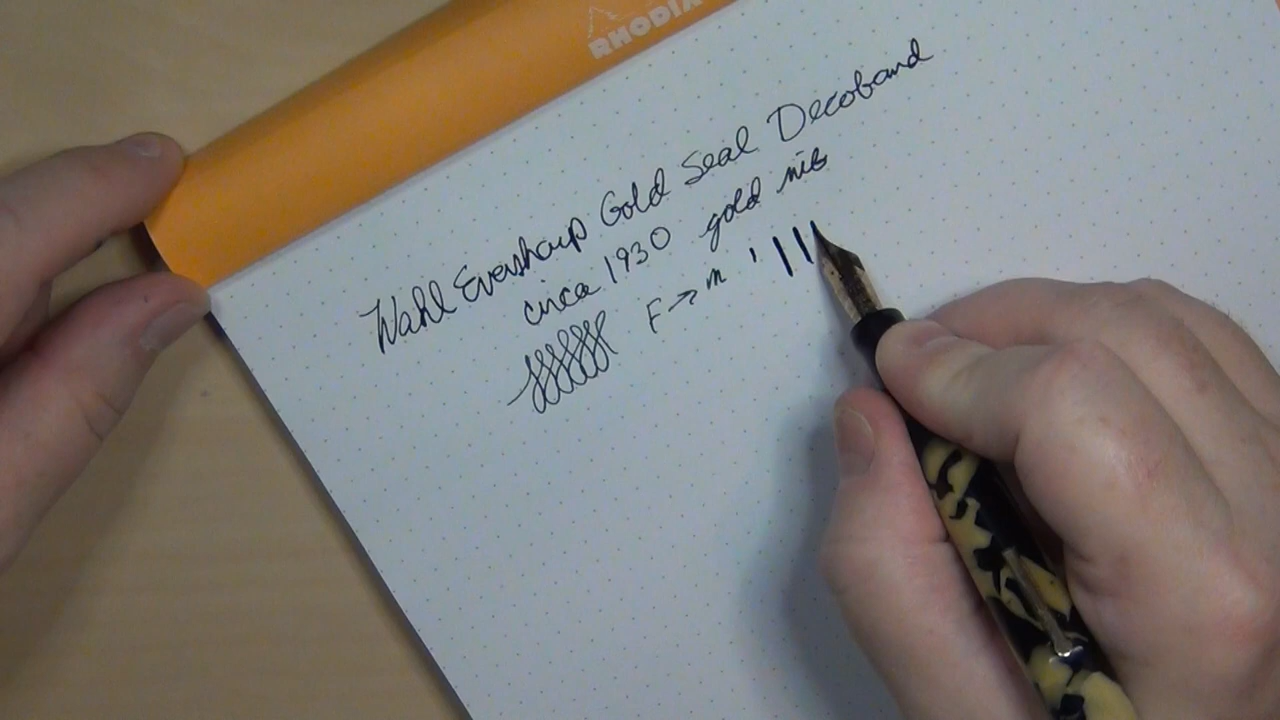 RHODIA
Wahl Eversharp Gold Seal Decoband
circa 1930 gold nib
F → m